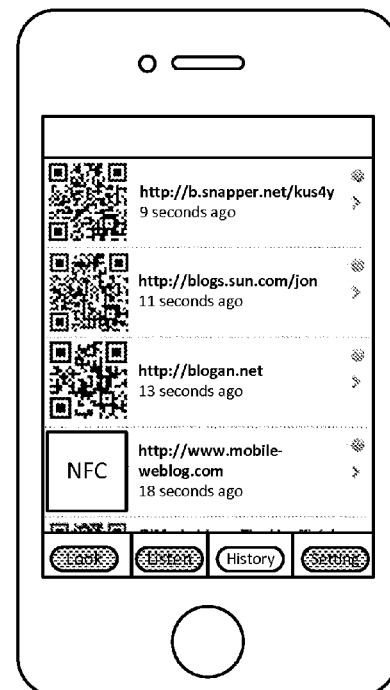 http://b.snapper.net/kus4y
9 seconds ago
http://blogs.sun.com/jon
11 seconds ago
http://blogan.net
13 seconds ago
NFC
http://www.mobile-
weblog.com
18 seconds ago
Look
Listen
History
Setting